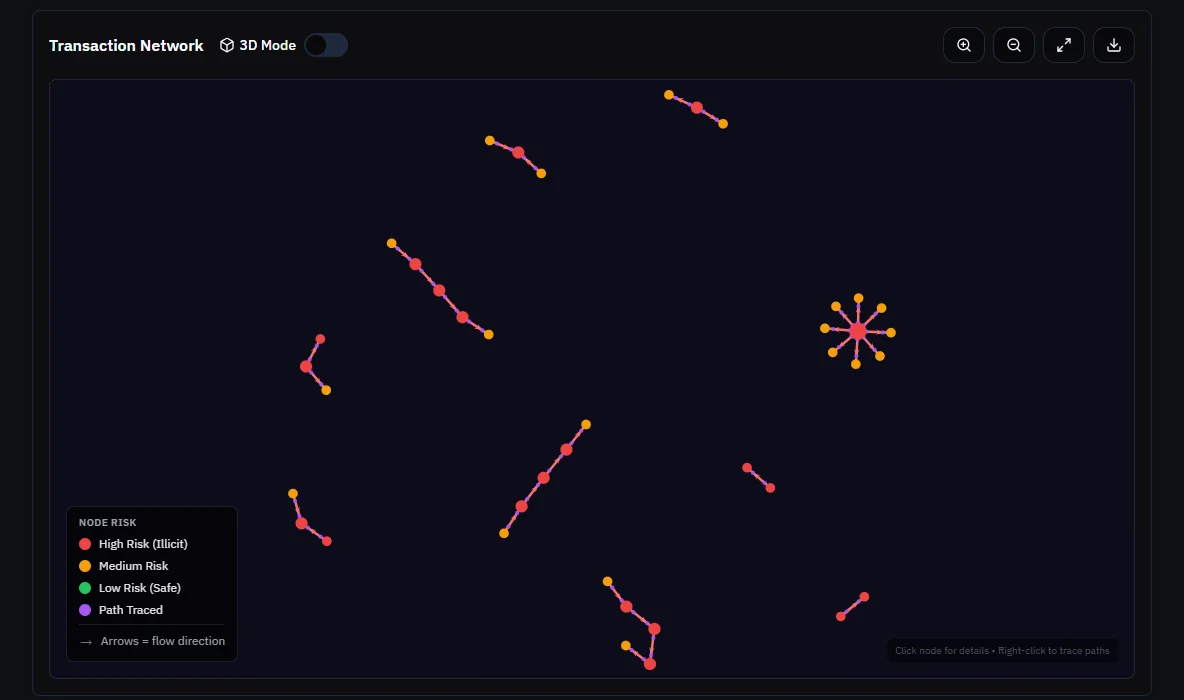 Transaction Network 3D Mode
NODE RISK
High Risk (Illicit)
Medium Risk
Low Risk (Safe)
Path Traced
→ Arrows = flow direction
Click node for details • Right-click to trace paths